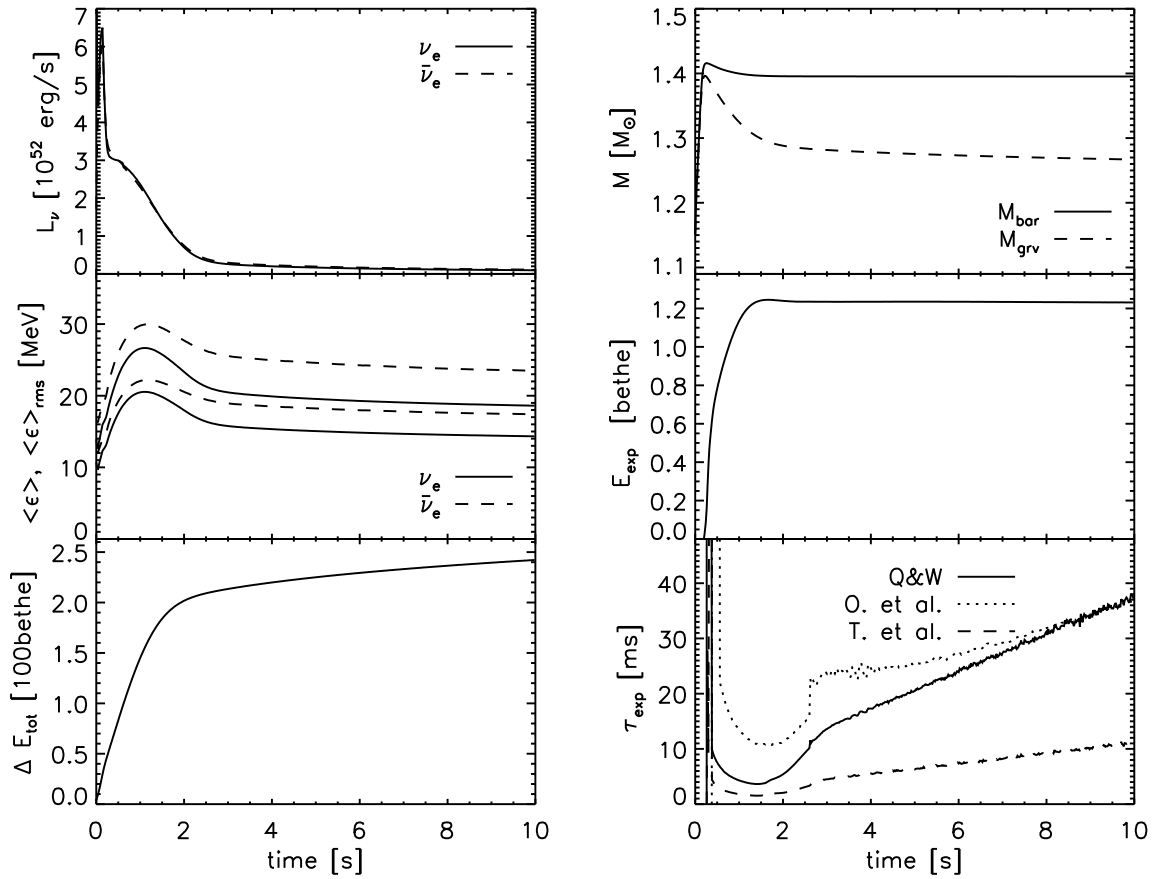 7
6
5
4
3
2
1
0
L_ν [10^52 erg/s]
ν_e
ν̄_e
30
20
10
0
<ϵ>, <ϵ>_rms [MeV]
ν_e
ν̄_e
2.5
2.0
1.5
1.0
0.5
0.0
Δ E_tot [100bethe]
0 2 4 6 8 10
time [s]
1.5
1.4
1.3
1.2
1.1
M [M_⊙]
M_bar
M_grv
1.2
1.0
0.8
0.6
0.4
0.2
0.0
E_exp [bethe]
40
30
20
10
0
τ_exp [ms]
Q&W
O. et al.
T. et al.
0 2 4 6 8 10
time [s]